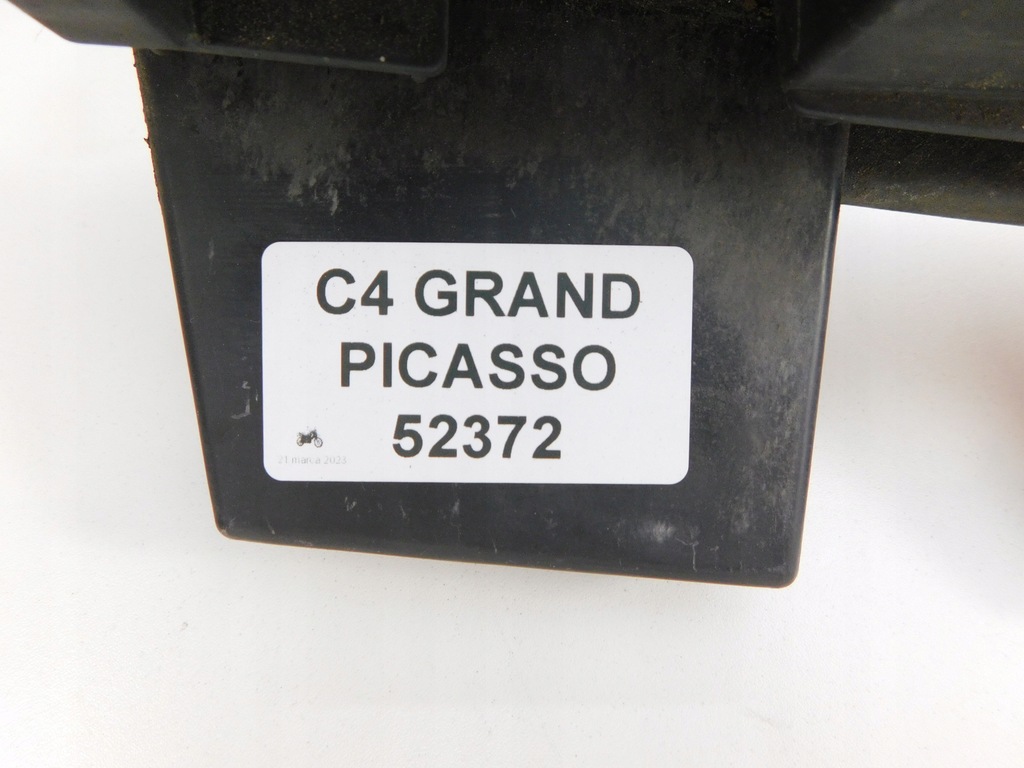 C4 GRAND
PICASSO
52372
21 marca 2023